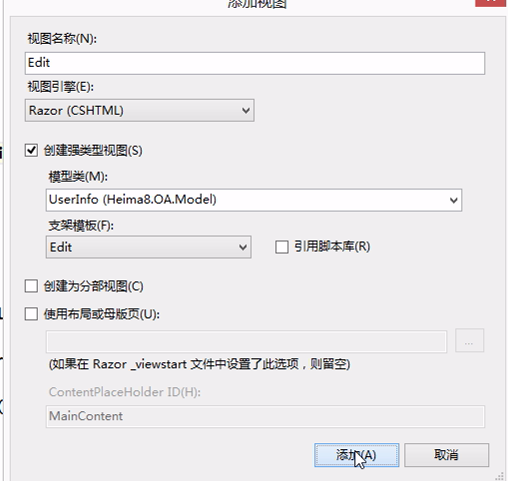 添加视图
视图名称(N):
Edit
视图引擎(E):
Razor (CSHTML)
创建强类型视图(S)
模型类(M):
UserInfo (Heima8.OA.Model)
支架模板(F):
Edit
引用脚本库(R)
创建为分部视图(C)
使用布局或母版页(U):
...
(如果在 Razor _viewstart 文件中设置了此选项，则留空)
ContentPlaceHolder ID(H):
MainContent
添加(A)
取消